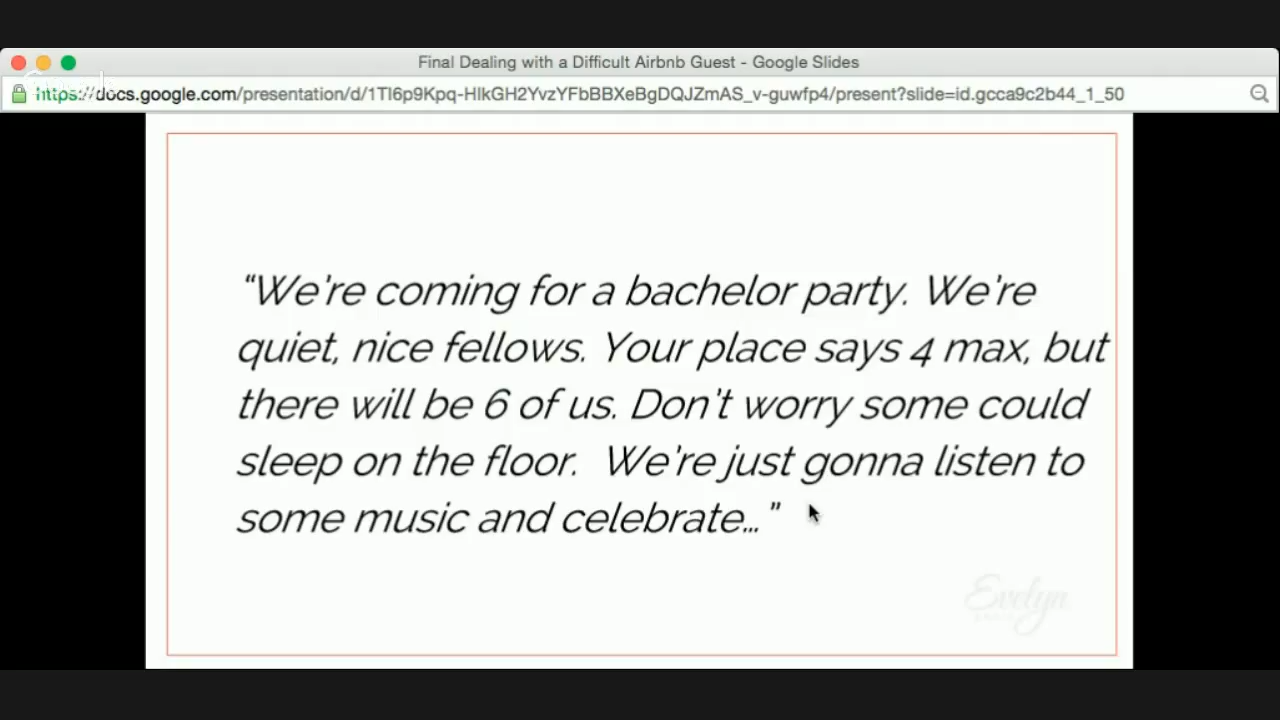 Final Dealing with a Difficult Airbnb Guest - Google Slides
https://docs.google.com/presentation/d/1Tl6p9Kpq-HlkGH2YvzYFbBBXeBgDQJZmAS_v-guwfp4/present?slide=id.gcca9c2b44_1_50
“We’re coming for a bachelor party. We’re
quiet, nice fellows. Your place says 4 max, but
there will be 6 of us. Don’t worry some could
sleep on the floor.  We’re just gonna listen to
some music and celebrate...”
Evelyn